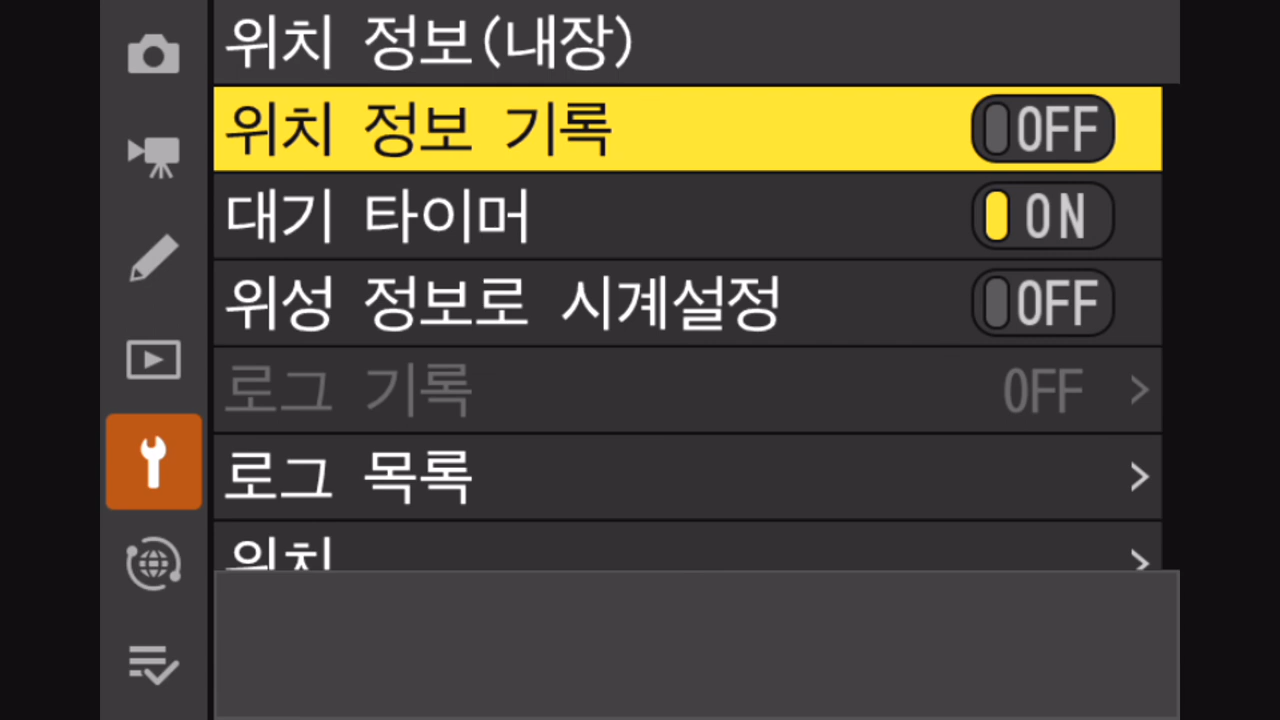 위치 정보(내장)
위치 정보 기록 OFF
대기 타이머 ON
위성 정보로 시계설정 OFF
로그 기록 OFF >
로그 목록 >
위치 >